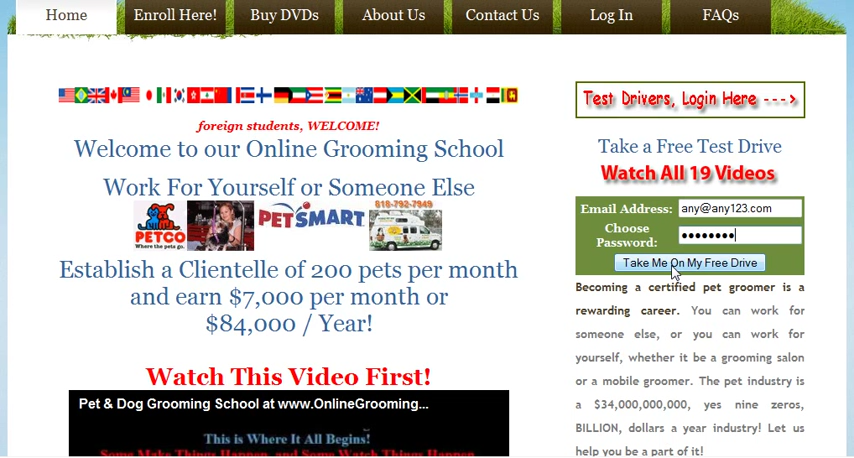 Home Enroll Here! Buy DVDs About Us Contact Us Log In FAQs
foreign students, WELCOME!
Welcome to our Online Grooming School
Work For Yourself or Someone Else
PETCO
Where the pets go.
PETSMART
818-792-7949
Establish a Clientelle of 200 pets per month
and earn $7,000 per month or
$84,000 / Year!
Watch This Video First!
Pet & Dog Grooming School at www.OnlineGrooming...
This is Where It All Begins!
Some Make Things Happen, and Some Watch Things Happen
Test Drivers, Login Here --->
Take a Free Test Drive
Watch All 19 Videos
Email Address: any@any123.com
Choose
Password: ••••••••
Take Me On My Free Drive
Becoming a certified pet groomer is a
rewarding career. You can work for
someone else, or you can work for
yourself, whether it be a grooming salon
or a mobile groomer. The pet industry is
a $34,000,000,000, yes nine zeros,
BILLION, dollars a year industry! Let us
help you be a part of it!